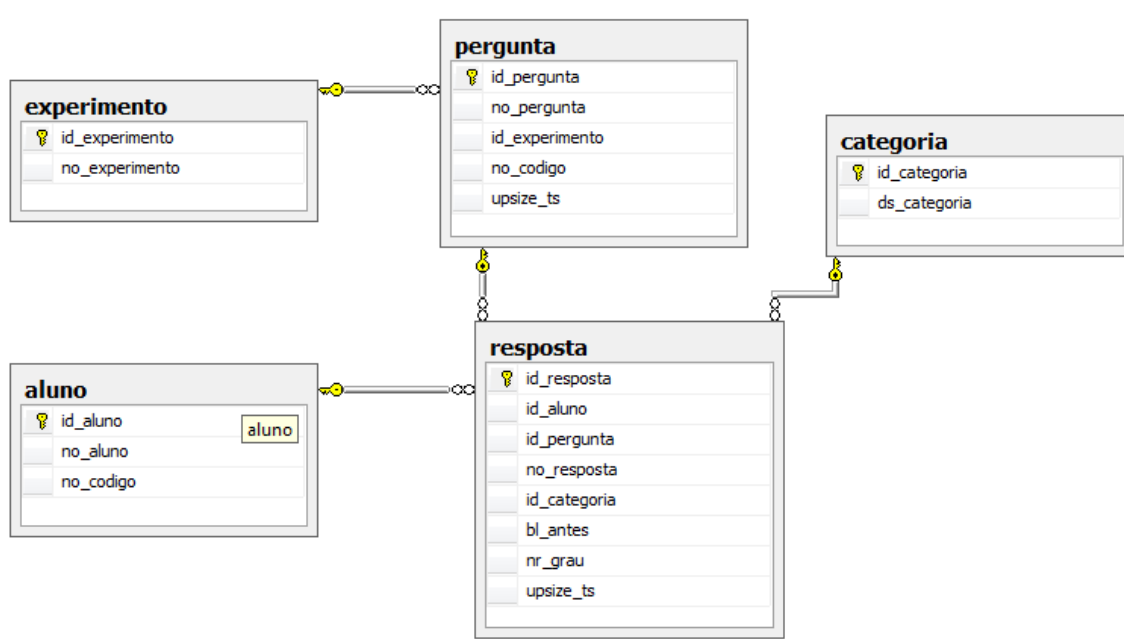 pergunta
id_pergunta
no_pergunta
id_experimento
no_codigo
upsize_ts
experimento
id_experimento
no_experimento
categoria
id_categoria
ds_categoria
resposta
id_resposta
id_aluno
id_pergunta
no_resposta
id_categoria
bl_antes
nr_grau
upsize_ts
aluno
id_aluno
aluno
no_aluno
no_codigo